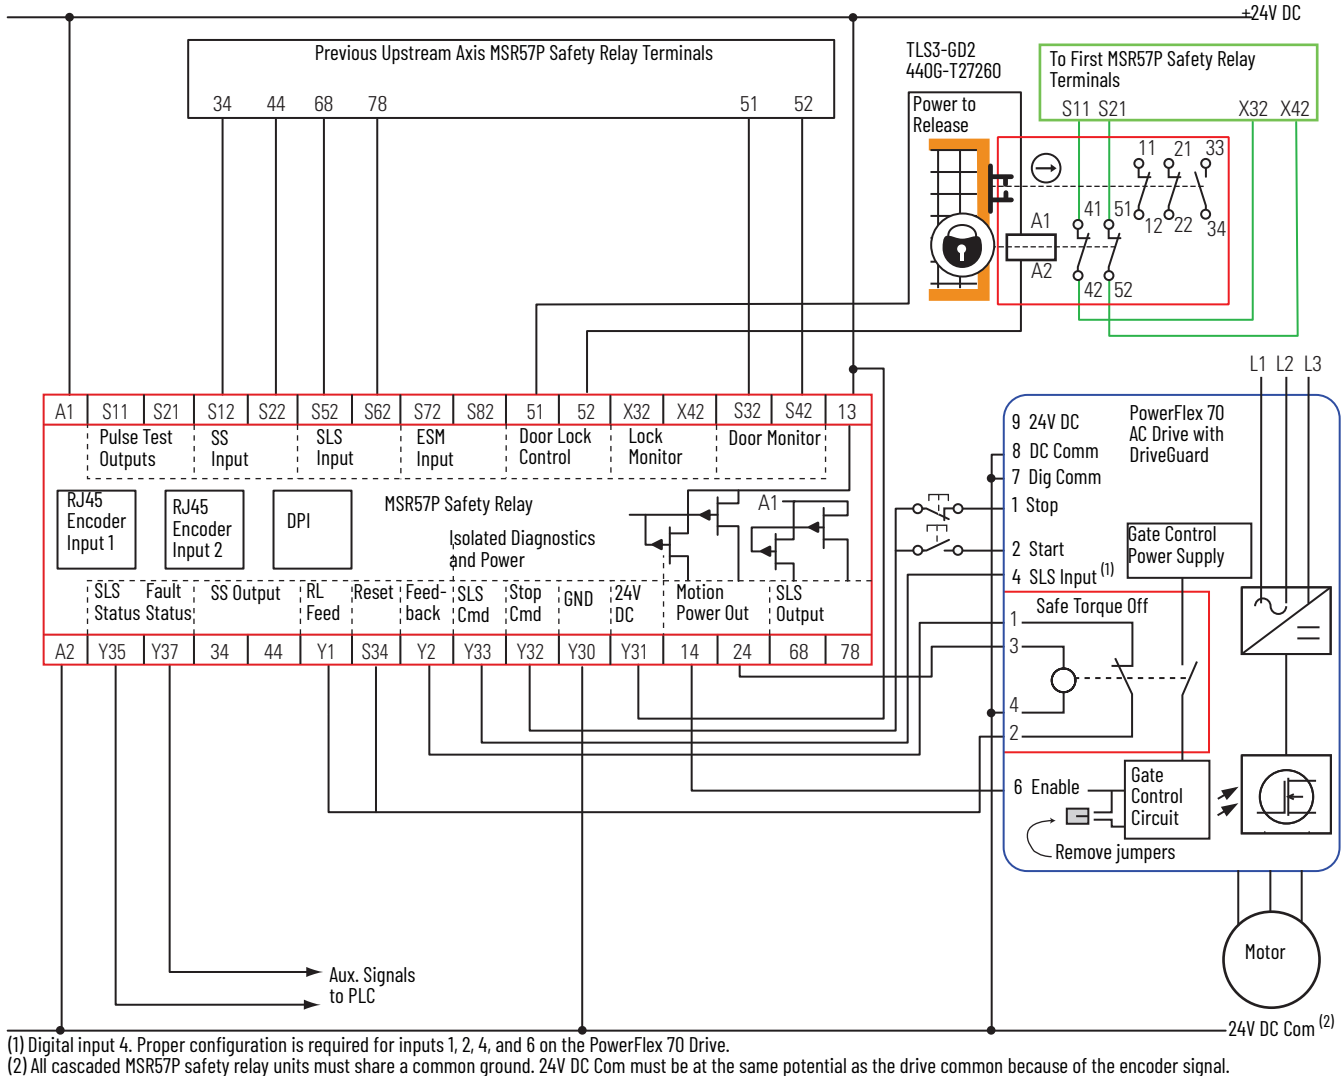 +24V DC
Previous Upstream Axis MSR57P Safety Relay Terminals
34 44 68 78 51 52
TLS3-GD2
440G-T27260
Power to
Release
To First MSR57P Safety Relay
Terminals
S11 S21 X32 X42
11 21 33
12 22 34
41 51
42 52
A1
A2
A1 S11 S21 S12 S22 S52 S62 S72 S82 51 52 X32 X42 S32 S42 13
Pulse Test
Outputs
SS
Input
SLS
Input
ESM
Input
Door Lock
Control
Lock
Monitor
Door Monitor
RJ45
Encoder
Input 1
RJ45
Encoder
Input 2
DPI
MSR57P Safety Relay
Isolated Diagnostics
and Power
A1
SLS
Status
Fault
Status
SS Output
RL
Feed
Reset
Feed-
back
SLS
Cmd
Stop
Cmd
GND
24V
DC
Motion
Power Out
SLS
Output
A2 Y35 Y37 34 44 Y1 S34 Y2 Y33 Y32 Y30 Y31 14 24 68 78
L1 L2 L3
PowerFlex 70
AC Drive with
DriveGuard
9 24V DC
8 DC Comm
7 Dig Comm
1 Stop
2 Start
4 SLS Input (1)
Gate Control
Power Supply
Safe Torque Off
1
3
4
2
6 Enable
Gate
Control
Circuit
Remove jumpers
Motor
Aux. Signals
to PLC
24V DC Com (2)
(1) Digital input 4. Proper configuration is required for inputs 1, 2, 4, and 6 on the PowerFlex 70 Drive.
(2) All cascaded MSR57P safety relay units must share a common ground. 24V DC Com must be at the same potential as the drive common because of the encoder signal.